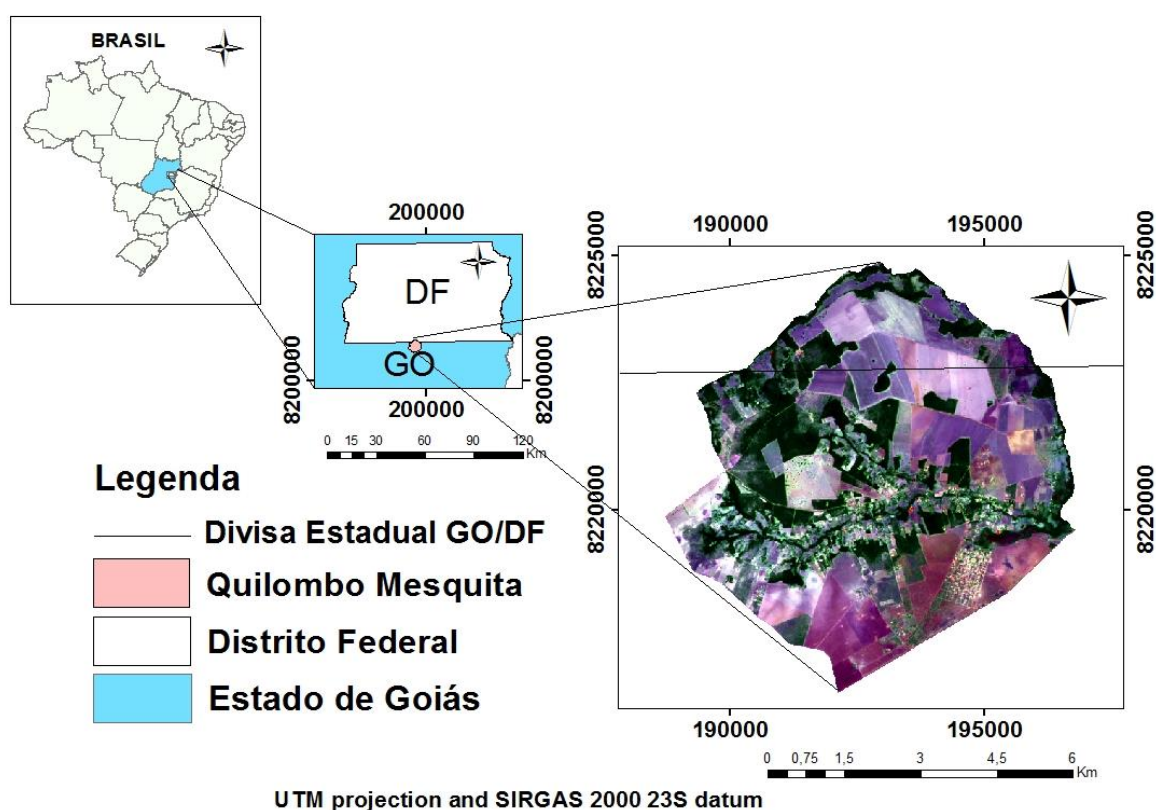 BRASIL
200000
DF
GO
8200000
8200000
200000
0 15 30 60 90 120
Km
190000
195000
8225000
8225000
8220000
8220000
190000
195000
0 0,75 1,5 3 4,5 6
Km
Legenda
Divisa Estadual GO/DF
Quilombo Mesquita
Distrito Federal
Estado de Goiás
UTM projection and SIRGAS 2000 23S datum